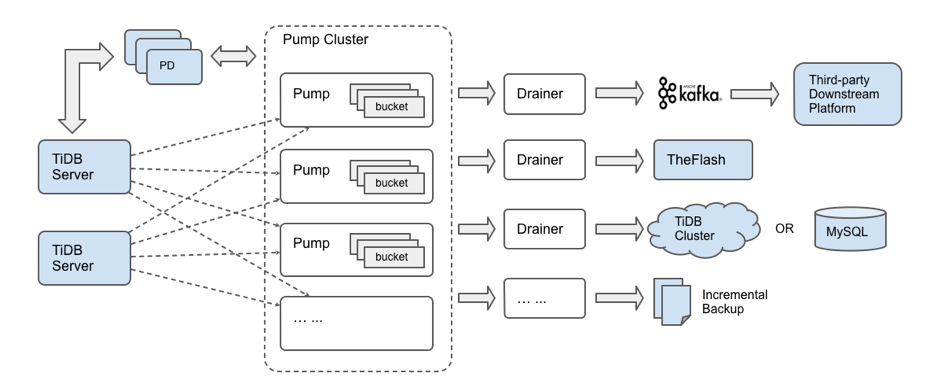 PD
Pump Cluster
Pump
bucket
Drainer
kafka
Third-party
Downstream
Platform
TiDB
Server
Pump
bucket
Drainer
TheFlash
TiDB
Server
Pump
bucket
Drainer
TiDB
Cluster
OR
MySQL
... ...
... ...
Incremental
Backup